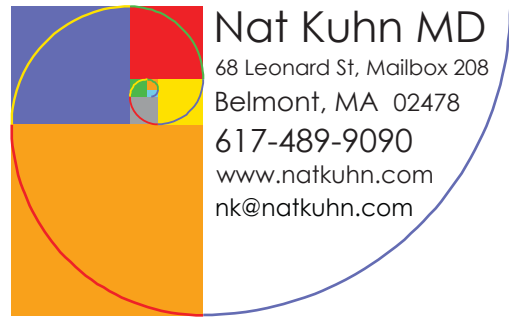 Nat Kuhn MD
68 Leonard St, Mailbox 208
Belmont, MA 02478
617-489-9090
www.natkuhn.com
nk@natkuhn.com